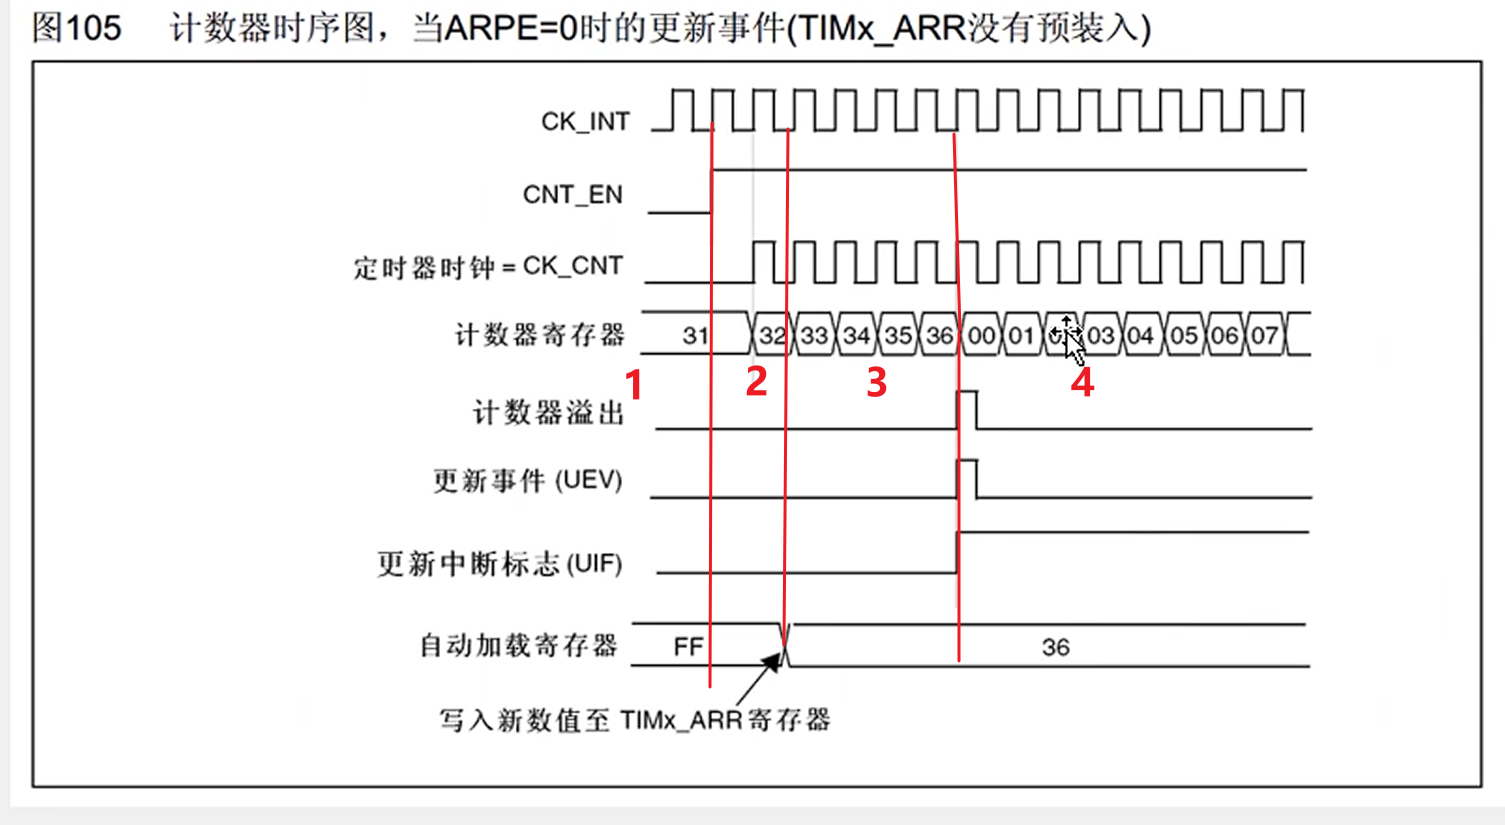 图105 计数器时序图，当ARPE=0时的更新事件(TIMx_ARR没有预装入)
CK_INT
CNT_EN
定时器时钟 = CK_CNT
计数器寄存器 31 32 33 34 35 36 00 01 03 04 05 06 07
1 2 3 4
计数器溢出
更新事件 (UEV)
更新中断标志 (UIF)
自动加载寄存器 FF 36
写入新数值至 TIMx_ARR 寄存器